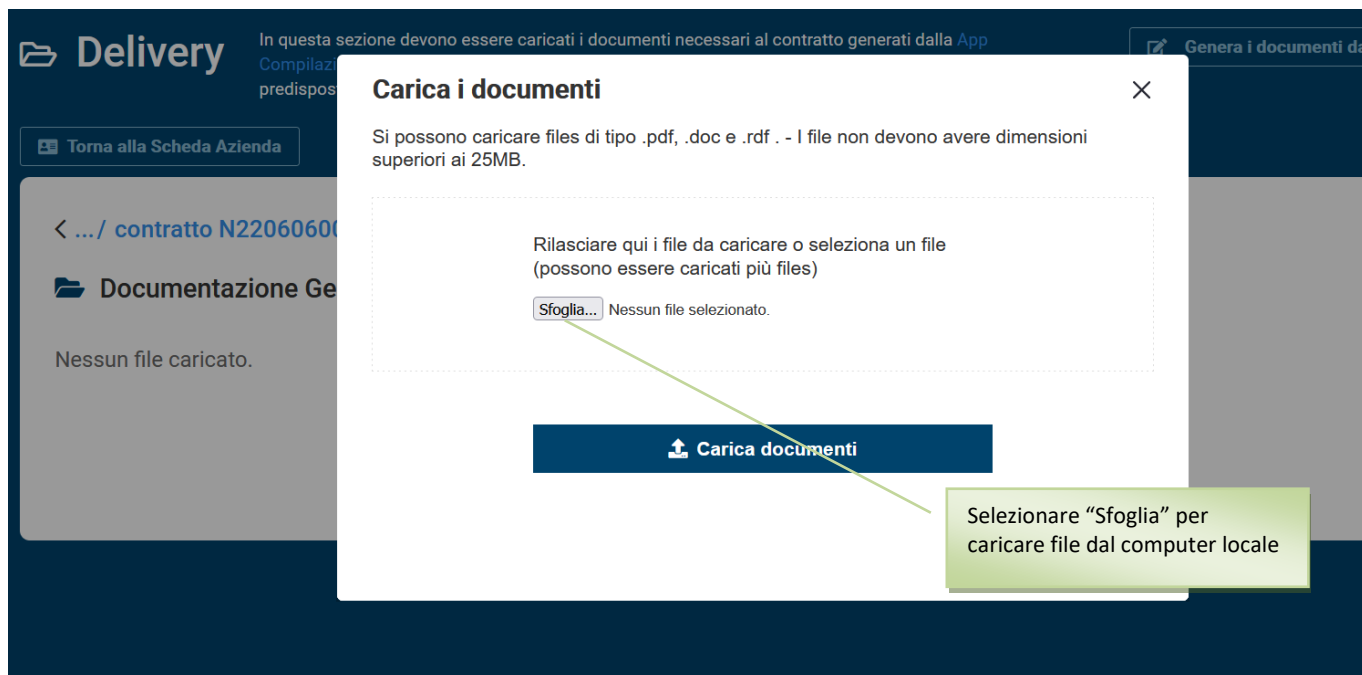 Delivery
In questa sezione devono essere caricati i documenti necessari al contratto generati dalla App
Compilazi
predispos
Genera i documenti da
Torna alla Scheda Azienda
< .../ contratto N22060600
Documentazione Ge
Nessun file caricato.
Carica i documenti
Si possono caricare files di tipo .pdf, .doc e .rdf . - I file non devono avere dimensioni
superiori ai 25MB.
Rilasciare qui i file da caricare o seleziona un file
(possono essere caricati più files)
Sfoglia... Nessun file selezionato.
Carica documenti
Selezionare “Sfoglia” per
caricare file dal computer locale